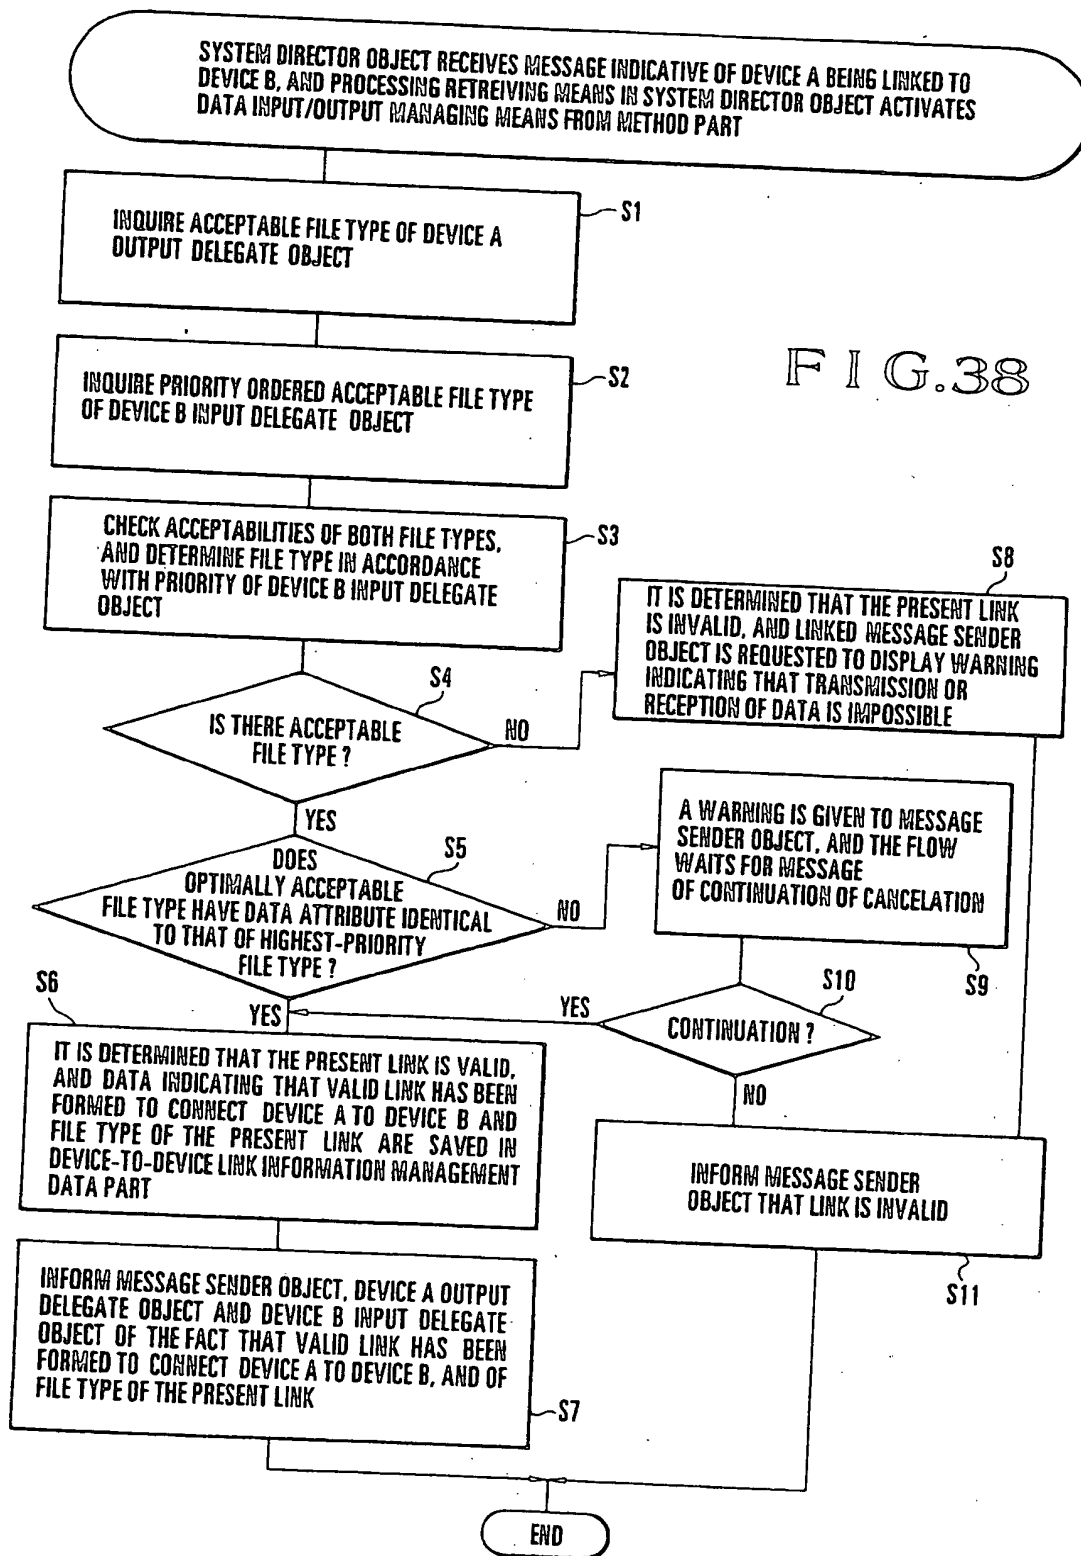 SYSTEM DIRECTOR OBJECT RECEIVES MESSAGE INDICATIVE OF DEVICE A BEING LINKED TO
DEVICE B, AND PROCESSING RETREIVING MEANS IN SYSTEM DIRECTOR OBJECT ACTIVATES
DATA INPUT/OUTPUT MANAGING MEANS FROM METHOD PART
S1
INQUIRE ACCEPTABLE FILE TYPE OF DEVICE A
OUTPUT DELEGATE OBJECT
FIG.38
S2
INQUIRE PRIORITY ORDERED ACCEPTABLE FILE TYPE
OF DEVICE B INPUT DELEGATE OBJECT
S3
CHECK ACCEPTABILITIES OF BOTH FILE TYPES,
AND DETERMINE FILE TYPE IN ACCORDANCE
WITH PRIORITY OF DEVICE B INPUT DELEGATE
OBJECT
S8
IT IS DETERMINED THAT THE PRESENT LINK
IS INVALID, AND LINKED MESSAGE SENDER
OBJECT IS REQUESTED TO DISPLAY WARNING
INDICATING THAT TRANSMISSION OR
RECEPTION OF DATA IS IMPOSSIBLE
S4
IS THERE ACCEPTABLE
FILE TYPE ?
NO
YES
S5
DOES
OPTIMALLY ACCEPTABLE
FILE TYPE HAVE DATA ATTRIBUTE IDENTICAL
TO THAT OF HIGHEST-PRIORITY
FILE TYPE ?
NO
YES
A WARNING IS GIVEN TO MESSAGE
SENDER OBJECT, AND THE FLOW
WAITS FOR MESSAGE
OF CONTINUATION OF CANCELATION
S9
S10
CONTINUATION ?
YES
NO
S6
IT IS DETERMINED THAT THE PRESENT LINK IS VALID,
AND DATA INDICATING THAT VALID LINK HAS BEEN
FORMED TO CONNECT DEVICE A TO DEVICE B AND
FILE TYPE OF THE PRESENT LINK ARE SAVED IN
DEVICE-TO-DEVICE LINK INFORMATION MANAGEMENT
DATA PART
INFORM MESSAGE SENDER
OBJECT THAT LINK IS INVALID
S11
INFORM MESSAGE SENDER OBJECT, DEVICE A OUTPUT
DELEGATE OBJECT AND DEVICE B INPUT DELEGATE
OBJECT OF THE FACT THAT VALID LINK HAS BEEN
FORMED TO CONNECT DEVICE A TO DEVICE B, AND OF
FILE TYPE OF THE PRESENT LINK
S7
END